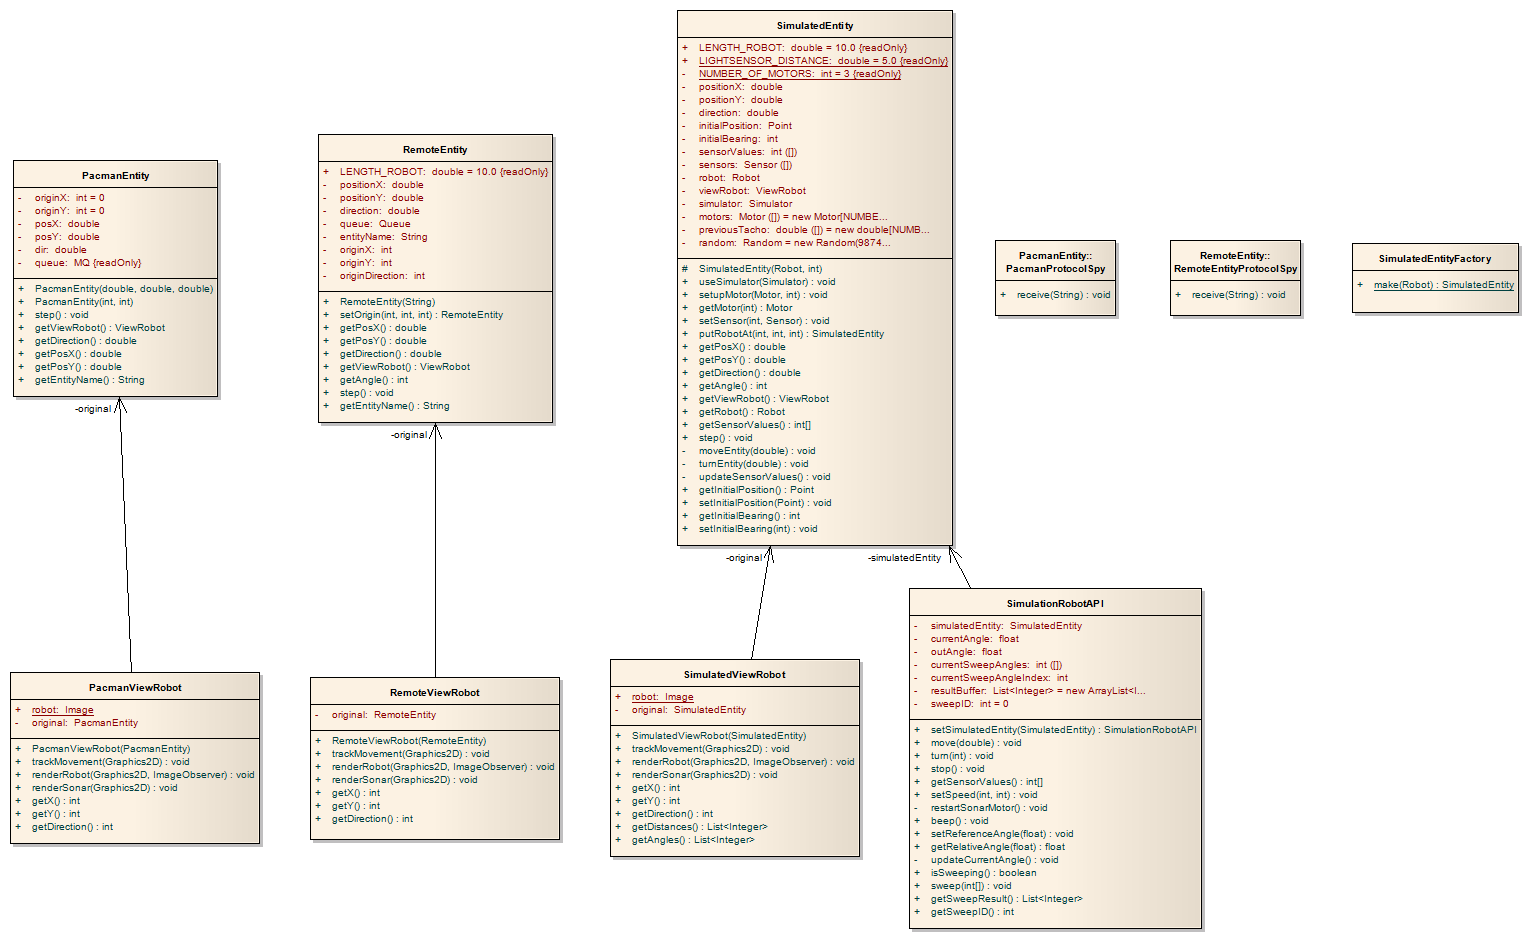 PacmanEntity
- originX: int = 0
- originY: int = 0
- posX: double
- posY: double
- dir: double
- queue: MQ {readOnly}
+ PacmanEntity(double, double, double)
+ PacmanEntity(int, int)
+ step() : void
+ getViewRobot() : ViewRobot
+ getDirection() : double
+ getPosX() : double
+ getPosY() : double
+ getEntityName() : String
-original
RemoteEntity
+ LENGTH_ROBOT: double = 10.0 {readOnly}
- positionX: double
- positionY: double
- direction: double
- queue: Queue
- entityName: String
- originX: int
- originY: int
- originDirection: int
+ RemoteEntity(String)
+ setOrigin(int, int, int) : RemoteEntity
+ getPosX() : double
+ getPosY() : double
+ getDirection() : double
+ getViewRobot() : ViewRobot
+ getAngle() : int
+ step() : void
+ getEntityName() : String
-original
SimulatedEntity
+ LENGTH_ROBOT: double = 10.0 {readOnly}
+ LIGHTSENSOR_DISTANCE: double = 5.0 {readOnly}
- NUMBER_OF_MOTORS: int = 3 {readOnly}
- positionX: double
- positionY: double
- direction: double
- initialPosition: Point
- initialBearing: int
- sensorValues: int ([])
- sensors: Sensor ([])
- robot: Robot
- viewRobot: ViewRobot
- simulator: Simulator
- motors: Motor ([]) = new Motor[NUMBE...
- previousTacho: double ([]) = new double[NUMB...
- random: Random = new Random(9874...
# SimulatedEntity(Robot, int)
+ useSimulator(Simulator) : void
+ setupMotor(Motor, int) : void
+ getMotor(int) : Motor
+ setSensor(int, Sensor) : void
+ putRobotAt(int, int, int) : SimulatedEntity
+ getPosX() : double
+ getPosY() : double
+ getDirection() : double
+ getAngle() : int
+ getViewRobot() : ViewRobot
+ getRobot() : Robot
+ getSensorValues() : int[]
+ step() : void
- moveEntity(double) : void
- turnEntity(double) : void
- updateSensorValues() : void
+ getInitialPosition() : Point
+ setInitialPosition(Point) : void
+ getInitialBearing() : int
+ setInitialBearing(int) : void
-original
-simulatedEntity
PacmanEntity::
PacmanProtocolSpy
+ receive(String) : void
RemoteEntity::
RemoteEntityProtocolSpy
+ receive(String) : void
SimulatedEntityFactory
+ make(Robot) : SimulatedEntity
PacmanViewRobot
+ robot: Image
- original: PacmanEntity
+ PacmanViewRobot(PacmanEntity)
+ trackMovement(Graphics2D) : void
+ renderRobot(Graphics2D, ImageObserver) : void
+ renderSonar(Graphics2D) : void
+ getX() : int
+ getY() : int
+ getDirection() : int
RemoteViewRobot
- original: RemoteEntity
+ RemoteViewRobot(RemoteEntity)
+ trackMovement(Graphics2D) : void
+ renderRobot(Graphics2D, ImageObserver) : void
+ renderSonar(Graphics2D) : void
+ getX() : int
+ getY() : int
+ getDirection() : int
SimulatedViewRobot
+ robot: Image
- original: SimulatedEntity
+ SimulatedViewRobot(SimulatedEntity)
+ trackMovement(Graphics2D) : void
+ renderRobot(Graphics2D, ImageObserver) : void
+ renderSonar(Graphics2D) : void
+ getX() : int
+ getY() : int
+ getDirection() : int
+ getDistances() : List<Integer>
+ getAngles() : List<Integer>
SimulationRobotAPI
- simulatedEntity: SimulatedEntity
- currentAngle: float
- outAngle: float
- currentSweepAngles: int ([])
- currentSweepAngleIndex: int
- resultBuffer: List<Integer> = new ArrayList<I...
- sweepID: int = 0
+ setSimulatedEntity(SimulatedEntity) : SimulationRobotAPI
+ move(double) : void
+ turn(int) : void
+ stop() : void
+ getSensorValues() : int[]
+ setSpeed(int, int) : void
- restartSonarMotor() : void
+ beep() : void
+ setReferenceAngle(float) : void
+ getRelativeAngle(float) : float
- updateCurrentAngle() : void
+ isSweeping() : boolean
+ sweep(int[]) : void
+ getSweepResult() : List<Integer>
+ getSweepID() : int